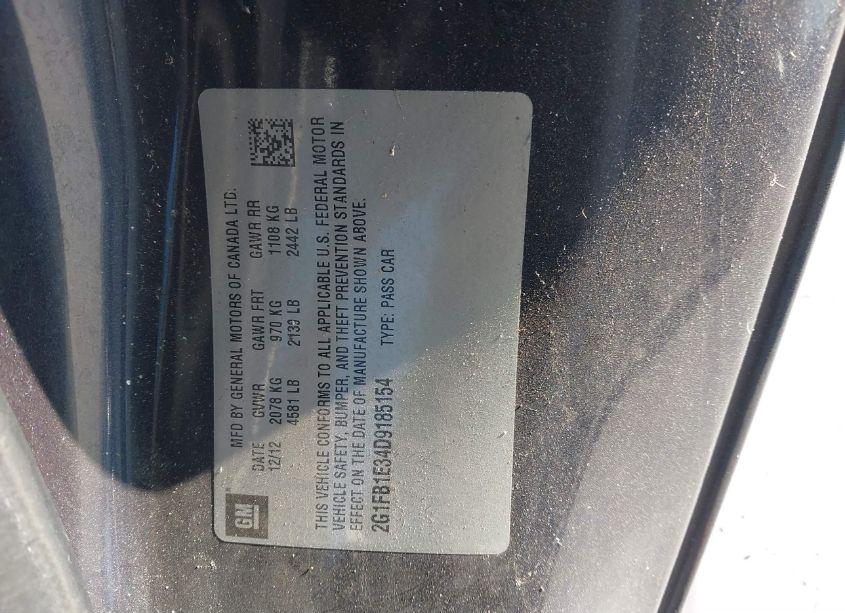 GM
MFD BY GENERAL MOTORS OF CANADA LTD.
DATE GVWR GAWR FRT GAWR RR
12/12 2078 KG 970 KG 1108 KG
4581 LB 2139 LB 2442 LB
THIS VEHICLE CONFORMS TO ALL APPLICABLE U.S. FEDERAL MOTOR
VEHICLE SAFETY, BUMPER, AND THEFT PREVENTION STANDARDS IN
EFFECT ON THE DATE OF MANUFACTURE SHOWN ABOVE.
2G1FB1E34D9185154 TYPE: PASS CAR